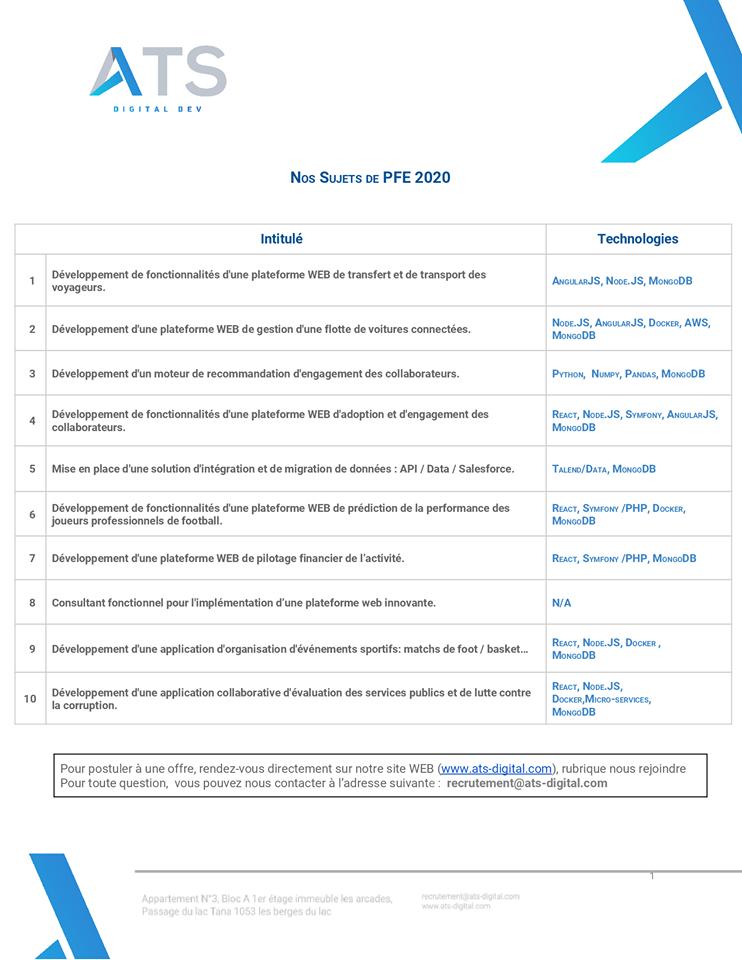 ATS
DIGITAL DEV
Nos Sujets de PFE 2020
Intitulé
Technologies
1
Développement de fonctionnalités d'une plateforme WEB de transfert et de transport des
voyageurs.
AngularJS, Node.JS, MongoDB
2
Développement d'une plateforme WEB de gestion d'une flotte de voitures connectées.
Node.JS, AngularJS, Docker, AWS,
MongoDB
3
Développement d'un moteur de recommandation d'engagement des collaborateurs.
Python, Numpy, Pandas, MongoDB
4
Développement de fonctionnalités d'une plateforme WEB d'adoption et d'engagement des
collaborateurs.
React, Node.JS, Symfony, AngularJS,
MongoDB
5
Mise en place d'une solution d'intégration et de migration de données : API / Data / Salesforce.
Talend/Data, MongoDB
6
Développement de fonctionnalités d'une plateforme WEB de prédiction de la performance des
joueurs professionnels de football.
React, Symfony /PHP, Docker,
MongoDB
7
Développement d'une plateforme WEB de pilotage financier de l’activité.
React, Symfony /PHP, MongoDB
8
Consultant fonctionnel pour l'implémentation d’une plateforme web innovante.
N/A
9
Développement d'une application d'organisation d'événements sportifs: matchs de foot / basket…
React, Node.JS, Docker ,
MongoDB
10
Développement d'une application collaborative d'évaluation des services publics et de lutte contre
la corruption.
React, Node.JS,
Docker,Micro-services,
MongoDB
Pour postuler à une offre, rendez-vous directement sur notre site WEB (www.ats-digital.com), rubrique nous rejoindre
Pour toute question, vous pouvez nous contacter à l’adresse suivante : recrutement@ats-digital.com
1
Appartement N°3, Bloc A 1er étage immeuble les arcades,
Passage du lac Tana 1053 les berges du lac
recrutement@ats-digital.com
www.ats-digital.com